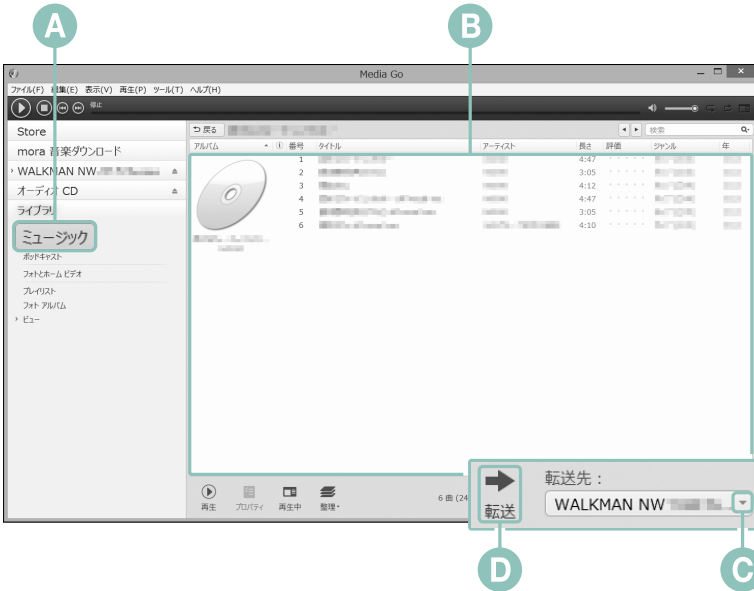 A
B
Media Go
ファイル(F) 編集(E) 表示(V) 再生(P) ツール(T) ヘルプ(H)
停止
Store
戻る
検索
mora 音楽ダウンロード
アルバム 番号 タイトル アーティスト 長さ 評価 ジャンル 年
WALKMAN NW
オーディオ CD
ライブラリ
ミュージック
ポッドキャスト
フォトとホーム ビデオ
プレイリスト
フォト アルバム
ビュー
1 4:47
2 3:05
3 4:12
4 4:47
5 3:05
6 4:10
再生 プロパティ 再生中 整理
6 曲 (24
転送
転送先：
WALKMAN NW
D
C